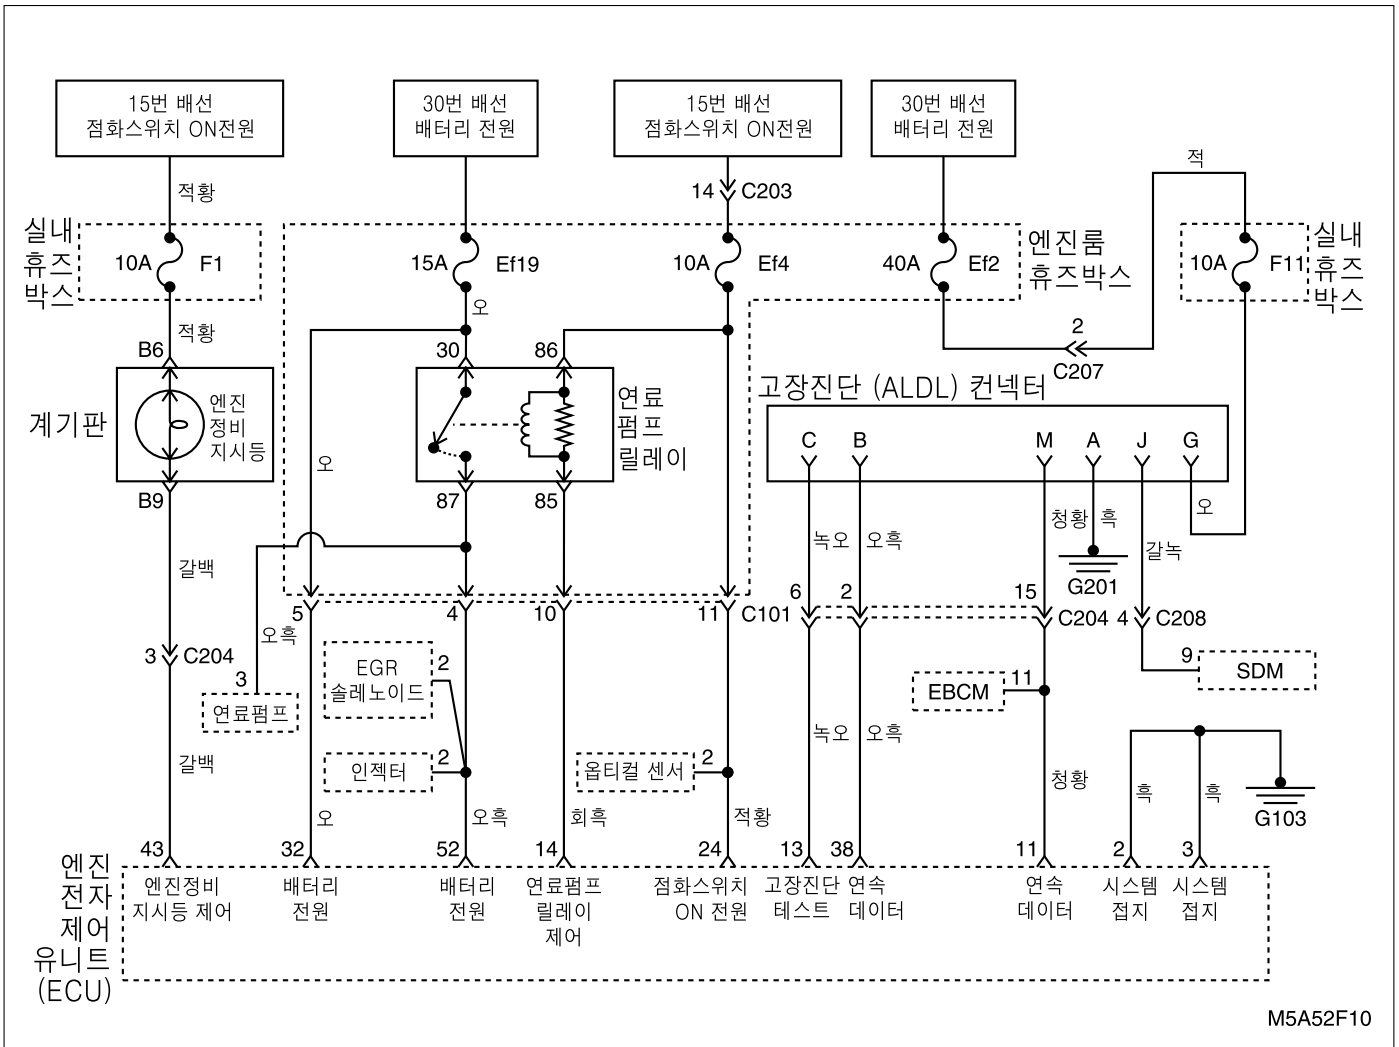 15번 배선
점화스위치 ON전원
30번 배선
배터리 전원
15번 배선
점화스위치 ON전원
30번 배선
배터리 전원
적황
14 C203
적
실내
휴즈
박스
10A F1
15A Ef19
10A Ef4
40A Ef2
엔진룸
휴즈박스
10A F11
실내
휴즈
박스
적황
오
2
C207
B6
30
86
계기판
엔진
정비
지시등
연료
펌프
릴레이
고장진단 (ALDL) 컨넥터
C B M A J G
오
B9
87
85
갈백
녹오
오흑
청황
흑
오
갈녹
G201
5
4
10
11 C101
6
2
15
C204
4 C208
3 C204
오흑
3
연료펌프
EGR
솔레노이드
2
인젝터
2
옵티컬 센서
2
EBCM
11
9
SDM
갈백
오
오흑
회흑
적황
녹오
오흑
청황
흑
흑
G103
43
32
52
14
24
13
38
11
2
3
엔진
전자
제어
유니트
(ECU)
엔진정비
지시등 제어
배터리
전원
배터리
전원
연료펌프
릴레이
제어
점화스위치
ON 전원
고장진단
테스트
연속
데이터
연속
데이터
시스템
접지
시스템
접지
M5A52F10